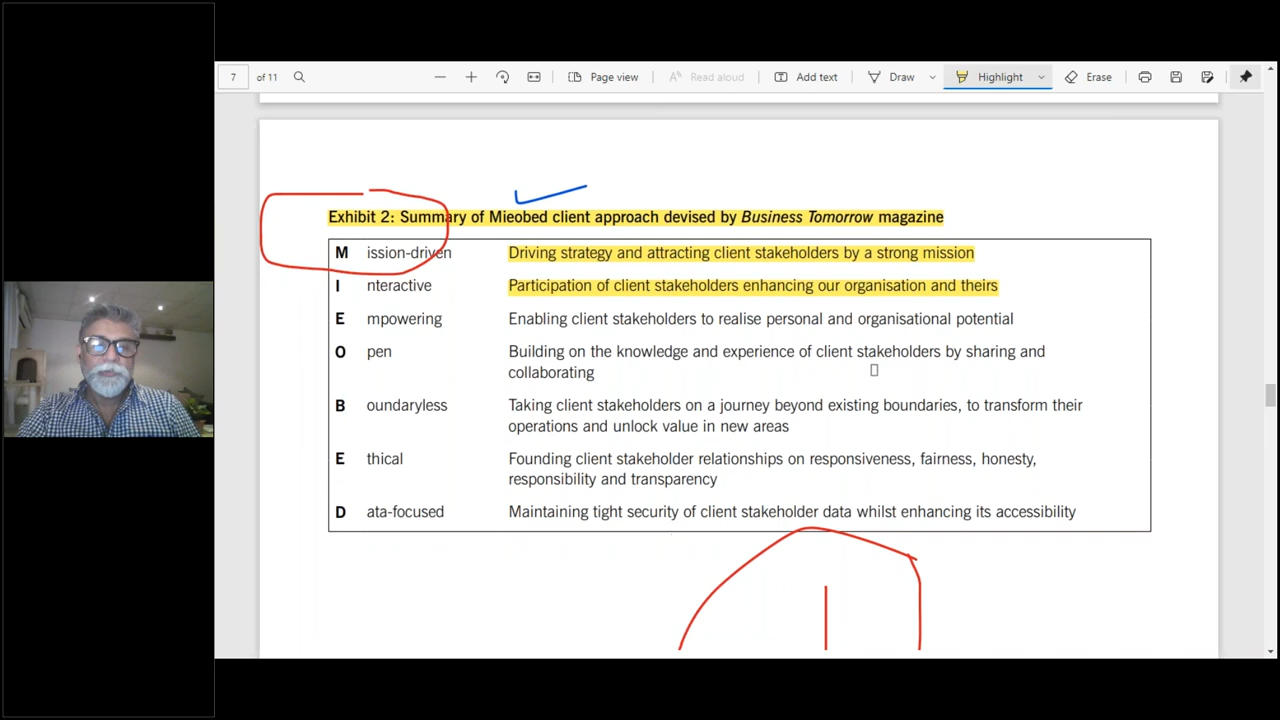 7 of 11 Page view Read aloud Add text Draw Highlight Erase
Exhibit 2: Summary of Mieobed client approach devised by Business Tomorrow magazine
M ission-driven Driving strategy and attracting client stakeholders by a strong mission
I nteractive Participation of client stakeholders enhancing our organisation and theirs
E mpowering Enabling client stakeholders to realise personal and organisational potential
O pen Building on the knowledge and experience of client stakeholders by sharing and
collaborating
B oundaryless Taking client stakeholders on a journey beyond existing boundaries, to transform their
operations and unlock value in new areas
E thical Founding client stakeholder relationships on responsiveness, fairness, honesty,
responsibility and transparency
D ata-focused Maintaining tight security of client stakeholder data whilst enhancing its accessibility